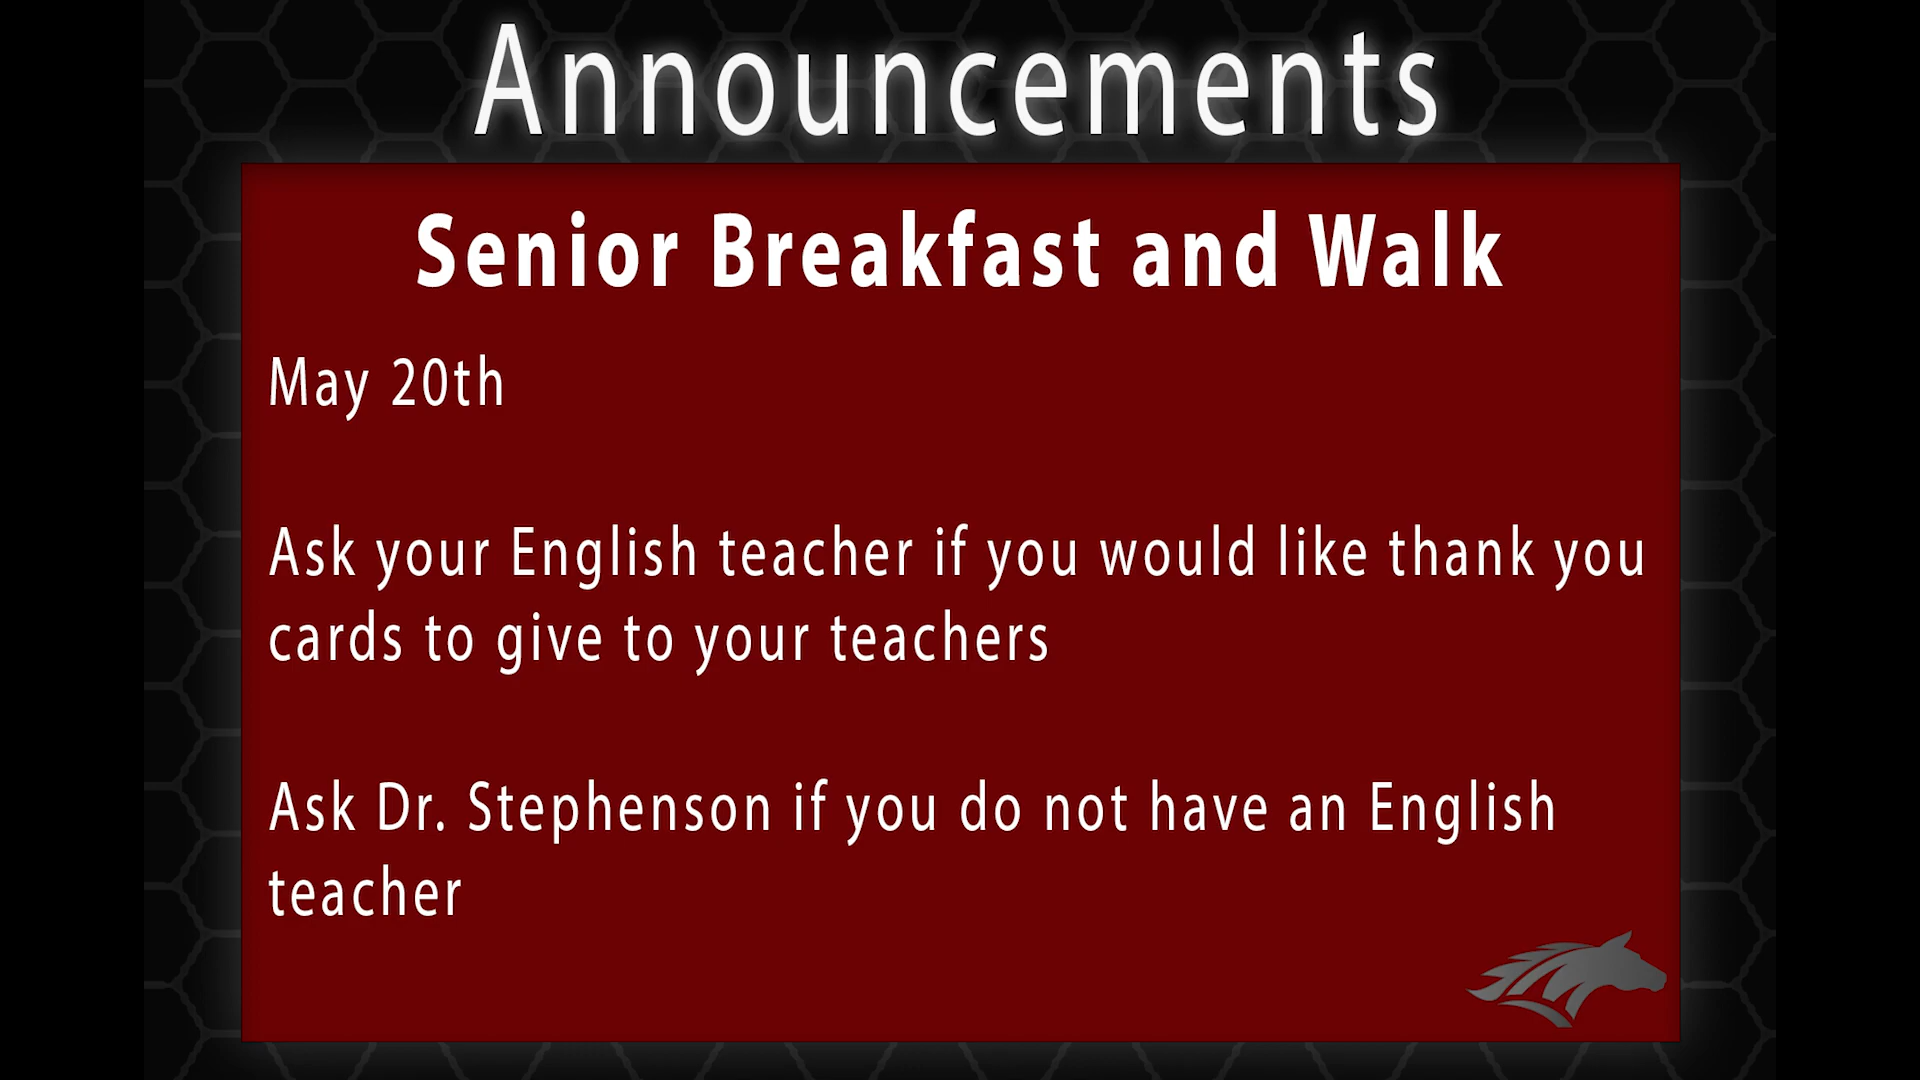 Announcements
Senior Breakfast and Walk
May 20th
Ask your English teacher if you would like thank you
cards to give to your teachers
Ask Dr. Stephenson if you do not have an English
teacher